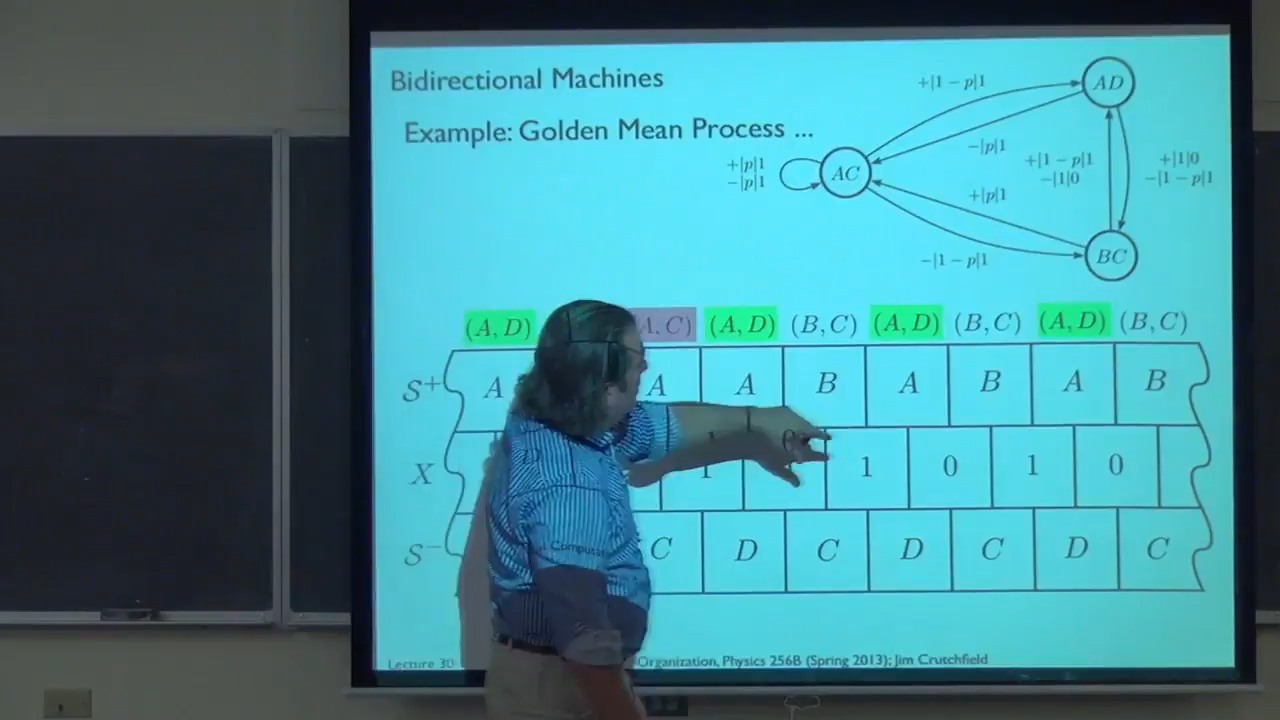 Bidirectional Machines
Example: Golden Mean Process ...
+|1 − p|1
AD
−|p|1
+|p|1
−|p|1
AC
+|1 − p|1
−|1|0
+|1|0
−|1 − p|1
+|p|1
−|1 − p|1
BC
(A, D) A, C) (A, D) (B, C) (A, D) (B, C) (A, D) (B, C)
S+ A A A B A B A B
X 1 0 1 0 1 0
S− C D C D C D C
Computat
Lecture 30 Organization, Physics 256B (Spring 2013); Jim Crutchfield